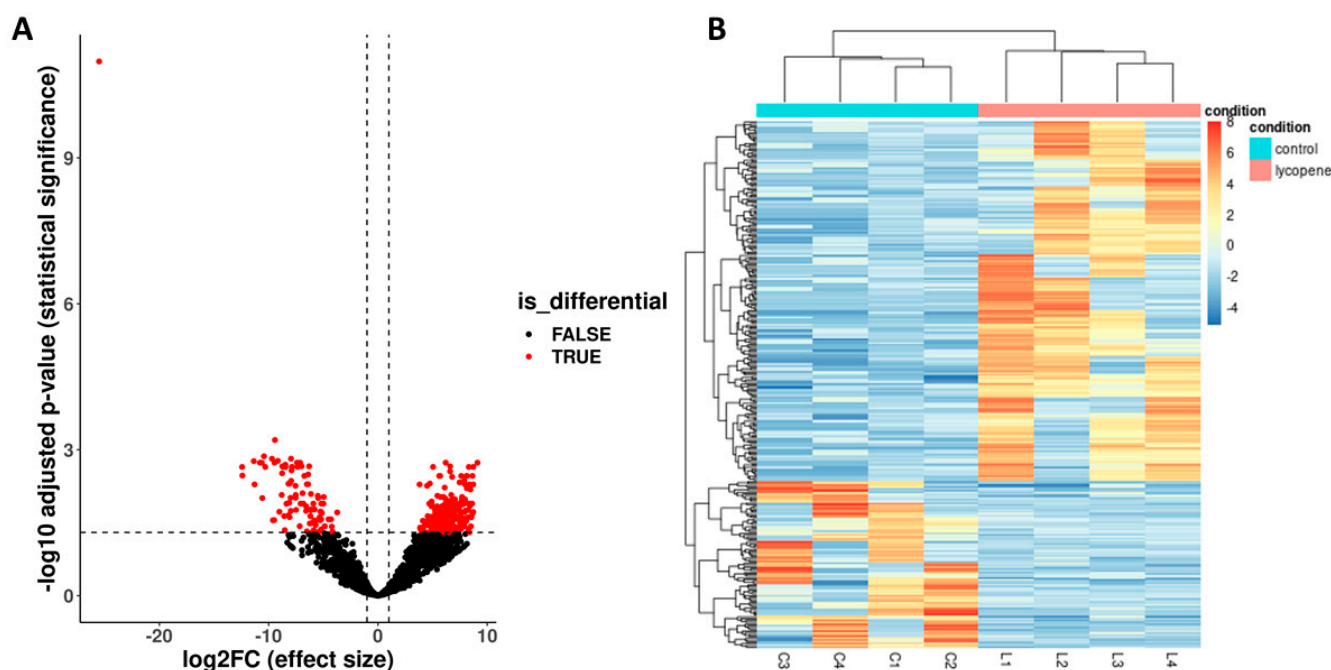 A
-log10 adjusted p-value (statistical significance)
9
6
3
0
-20
-10
0
10
log2FC (effect size)
is_differential
FALSE
TRUE
B
condition
8
6
4
2
0
-2
-4
condition
control
lycopene
C3
C4
C1
C2
L1
L2
L3
L4